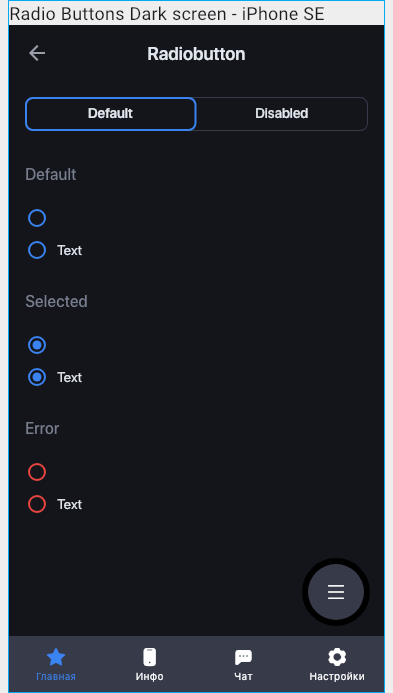 Radio Buttons Dark screen - iPhone SE
Radiobutton
Default Disabled
Default
Text
Selected
Text
Error
Text
Главная Инфо Чат Настройки